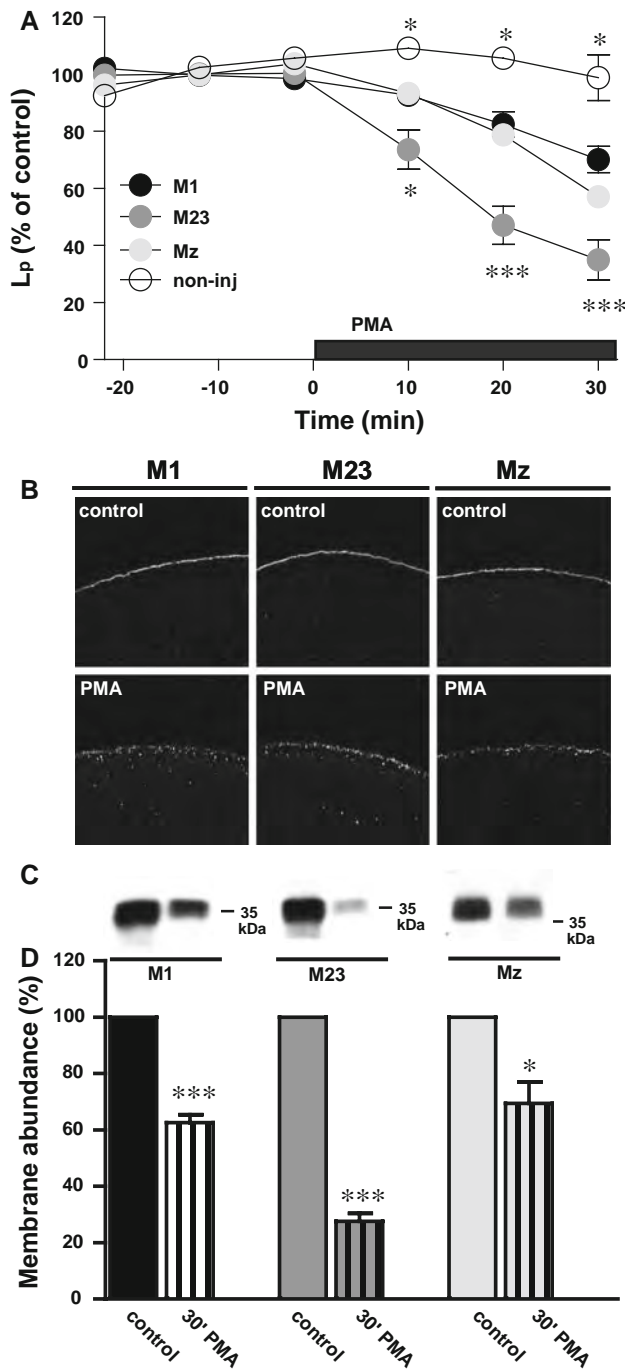 A
Lp (% of control)
120
100
80
60
40
20
0
*
*
*
M1
M23
Mz
non-inj
*
***
***
PMA
-20
-10
0
10
20
30
Time (min)
B
M1
M23
Mz
control
control
control
PMA
PMA
PMA
C
35
kDa
35
kDa
35
kDa
D
M1
M23
Mz
Membrane abundance (%)
120
100
80
60
40
20
0
***
***
*
control
30' PMA
control
30' PMA
control
30' PMA